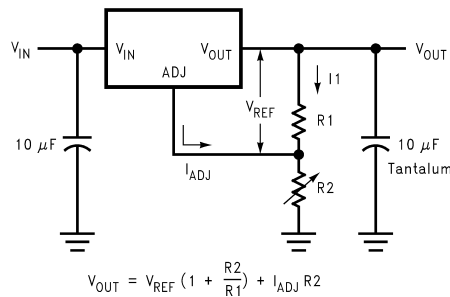 V_IN
V_IN
V_OUT
ADJ
V_OUT
I1
V_REF
R1
10 μF
I_ADJ
R2
10 μF
Tantalum
V_OUT = V_REF (1 + R2/R1) + I_ADJ R2